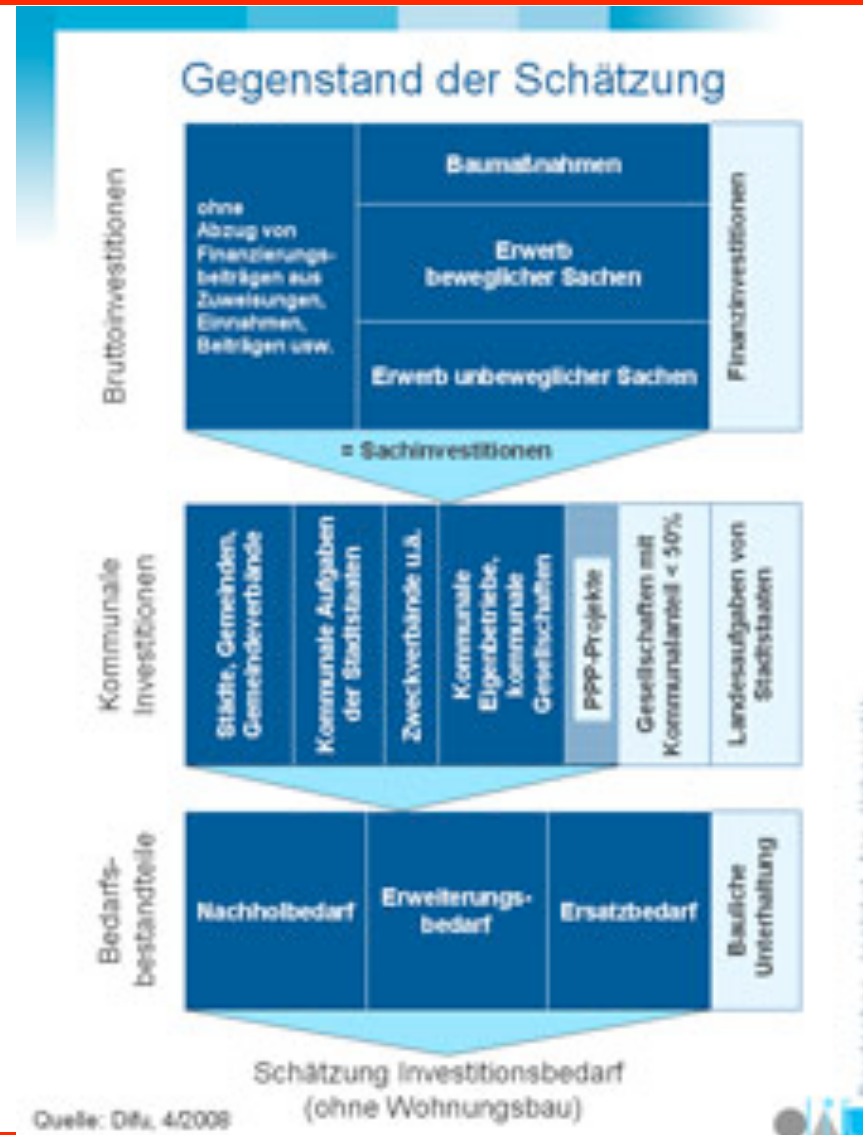 Gegenstand der Schätzung
Bruttoinvestitionen
ohne
Abzug von
Finanzierungs-
beiträgen aus
Zuweisungen,
Einnahmen,
Beiträgen usw.
Baumaßnahmen
Erwerb
beweglicher Sachen
Erwerb unbeweglicher Sachen
Finanzinvestitionen
= Sachinvestitionen
Kommunale
Investitionen
Städte, Gemeinden,
Gemeindeverbände
Kommunale Aufgaben
der Stadtstaaten
Zweckverbände u.ä.
Kommunale
Eigenbetriebe,
kommunale
Gesellschaften
PPP-Projekte
Gesellschaften mit
Kommunalanteil < 50%
Landesaufgaben von
Stadtstaaten
Bedarfs-
bestandteile
Nachholbedarf
Erweiterungs-
bedarf
Ersatzbedarf
Bauliche
Unterhaltung
Schätzung Investitionsbedarf
(ohne Wohnungsbau)
Quelle: Difu, 4/2008